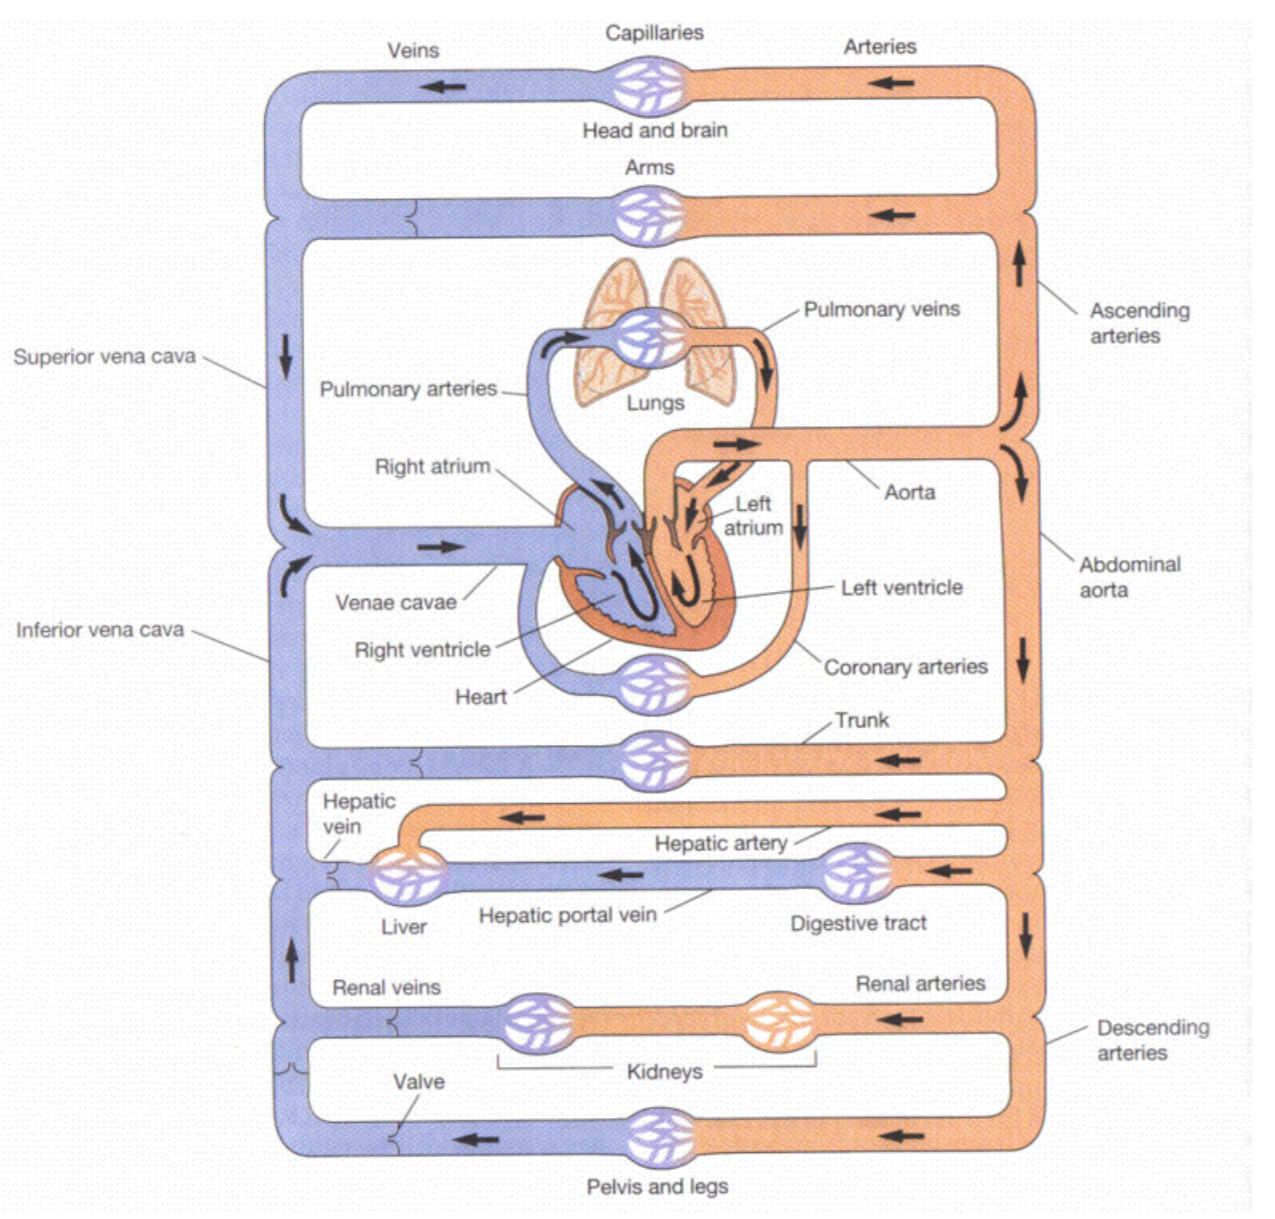 Capillaries
Veins
Arteries
Head and brain
Arms
Pulmonary veins
Ascending
arteries
Superior vena cava
Pulmonary arteries
Lungs
Right atrium
Aorta
Left
atrium
Abdominal
aorta
Venae cavae
Left ventricle
Inferior vena cava
Right ventricle
Coronary arteries
Heart
Trunk
Hepatic
vein
Hepatic artery
Liver
Hepatic portal vein
Digestive tract
Renal veins
Renal arteries
Descending
arteries
Kidneys
Valve
Pelvis and legs